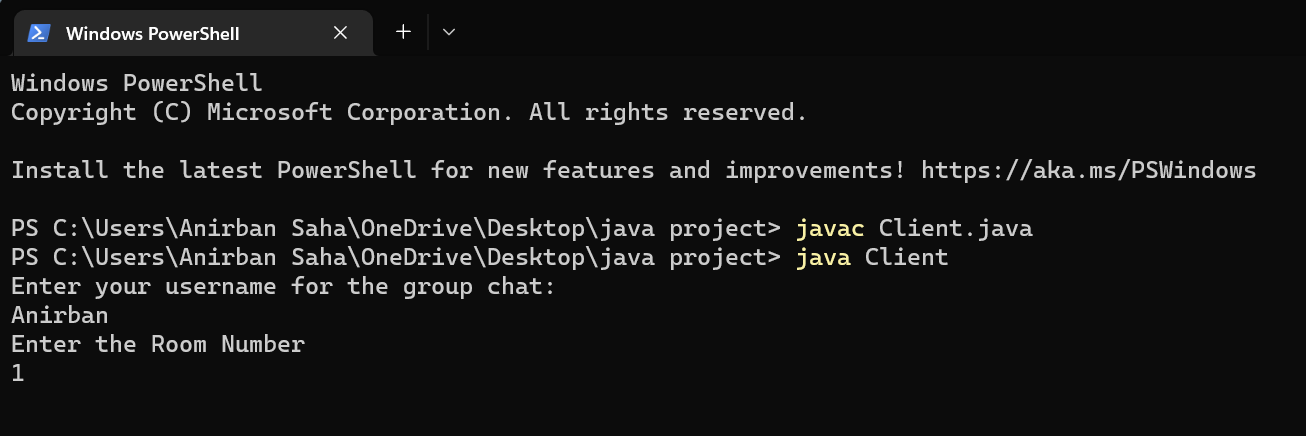 Windows PowerShell
Windows PowerShell
Copyright (C) Microsoft Corporation. All rights reserved.
Install the latest PowerShell for new features and improvements! https://aka.ms/PSWindows
PS C:\Users\Anirban Saha\OneDrive\Desktop\java project> javac Client.java
PS C:\Users\Anirban Saha\OneDrive\Desktop\java project> java Client
Enter your username for the group chat:
Anirban
Enter the Room Number
1